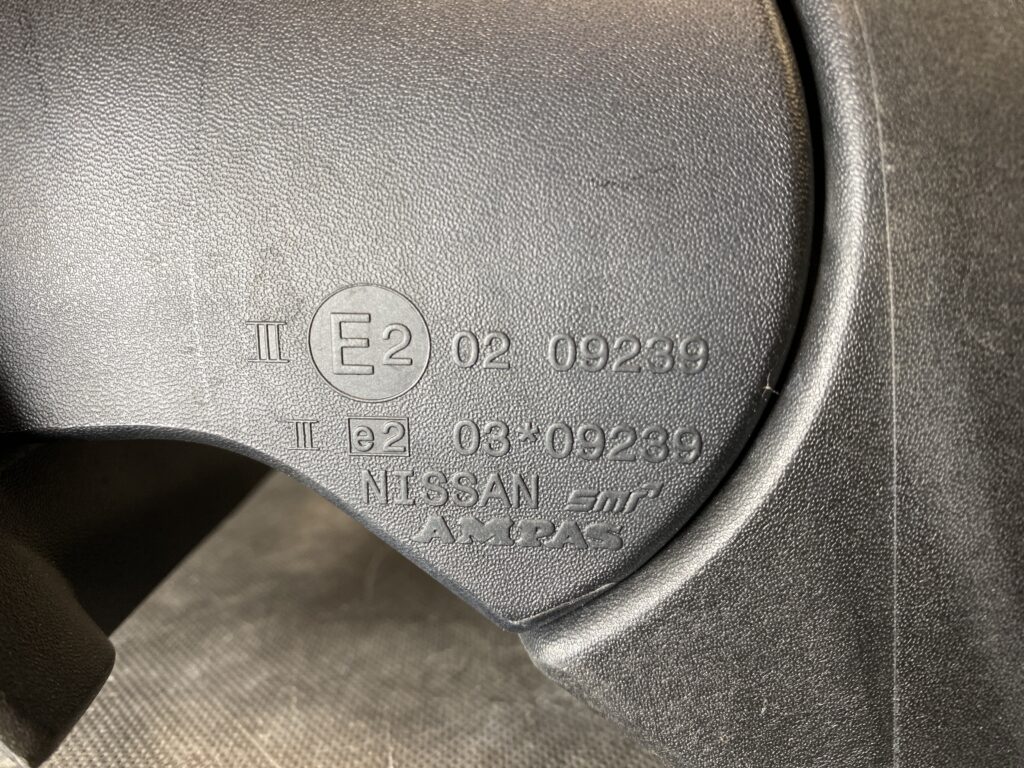 III E2 02 09239
III e2 03*09239
NISSAN smr
AMPAS